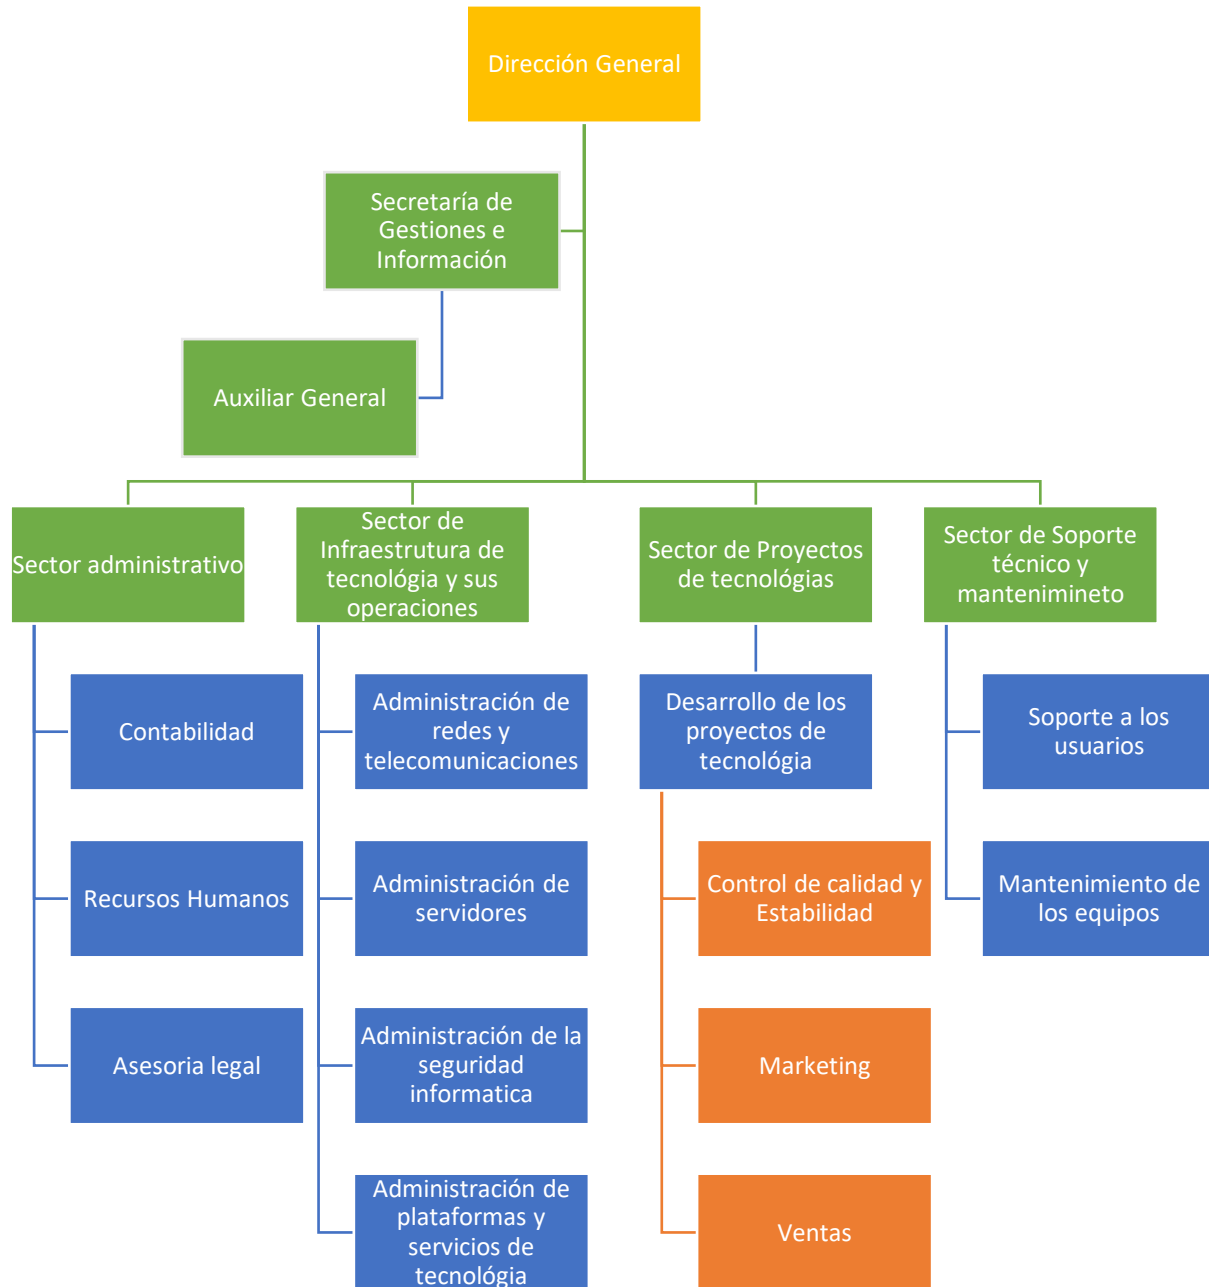 Dirección General
Secretaría de
Gestiones e
Información
Auxiliar General
Sector administrativo
Sector de
Infraestrutura de
tecnológia y sus
operaciones
Sector de Proyectos
de tecnológias
Sector de Soporte
técnico y
mantenimineto
Contabilidad
Administración de
redes y
telecomunicaciones
Desarrollo de los
proyectos de
tecnológia
Soporte a los
usuarios
Recursos Humanos
Administración de
servidores
Control de calidad y
Estabilidad
Mantenimiento de
los equipos
Asesoria legal
Administración de la
seguridad
informatica
Marketing
Administración de
plataformas y
servicios de
tecnológia
Ventas